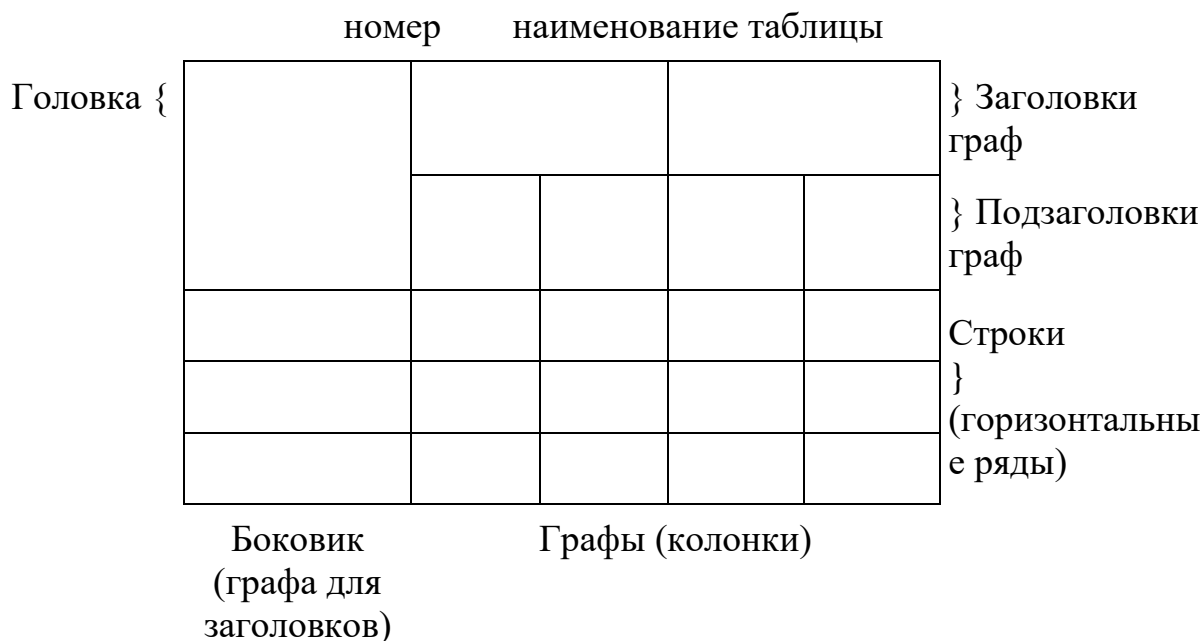 номер наименование таблицы
Головка {
} Заголовки
граф
} Подзаголовки
граф
Строки
}
(горизонтальны
е ряды)
Боковик
(графа для
заголовков)
Графы (колонки)